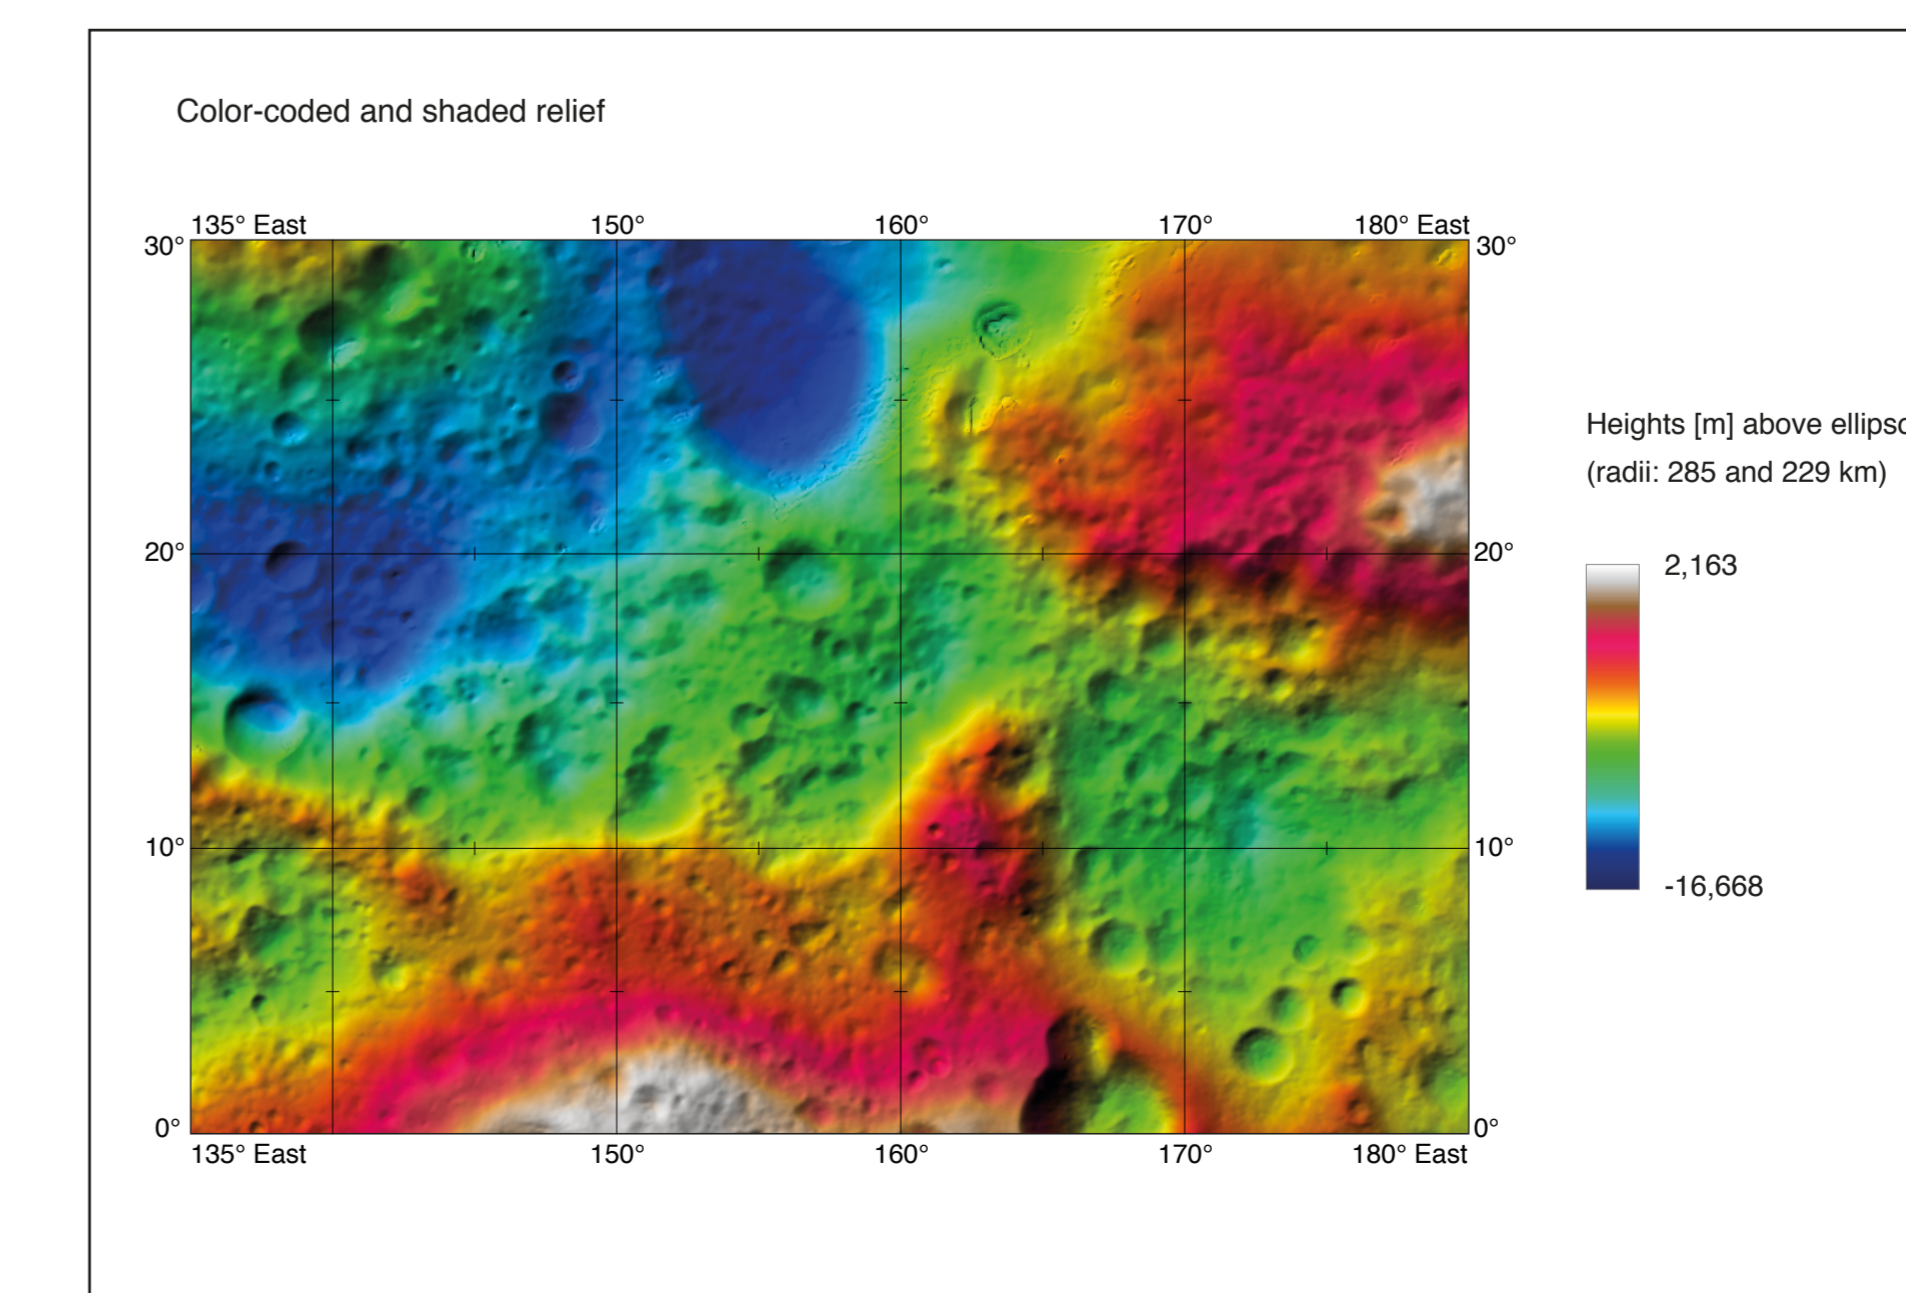 Color-coded and shaded relief
135° East 150° 160° 170° 180° East
30° 30°
Heights [m] above ellipso
(radii: 285 and 229 km)
20° 20°
2,163
10° 10°
-16,668
0° 0°
135° East 150° 160° 170° 180° East